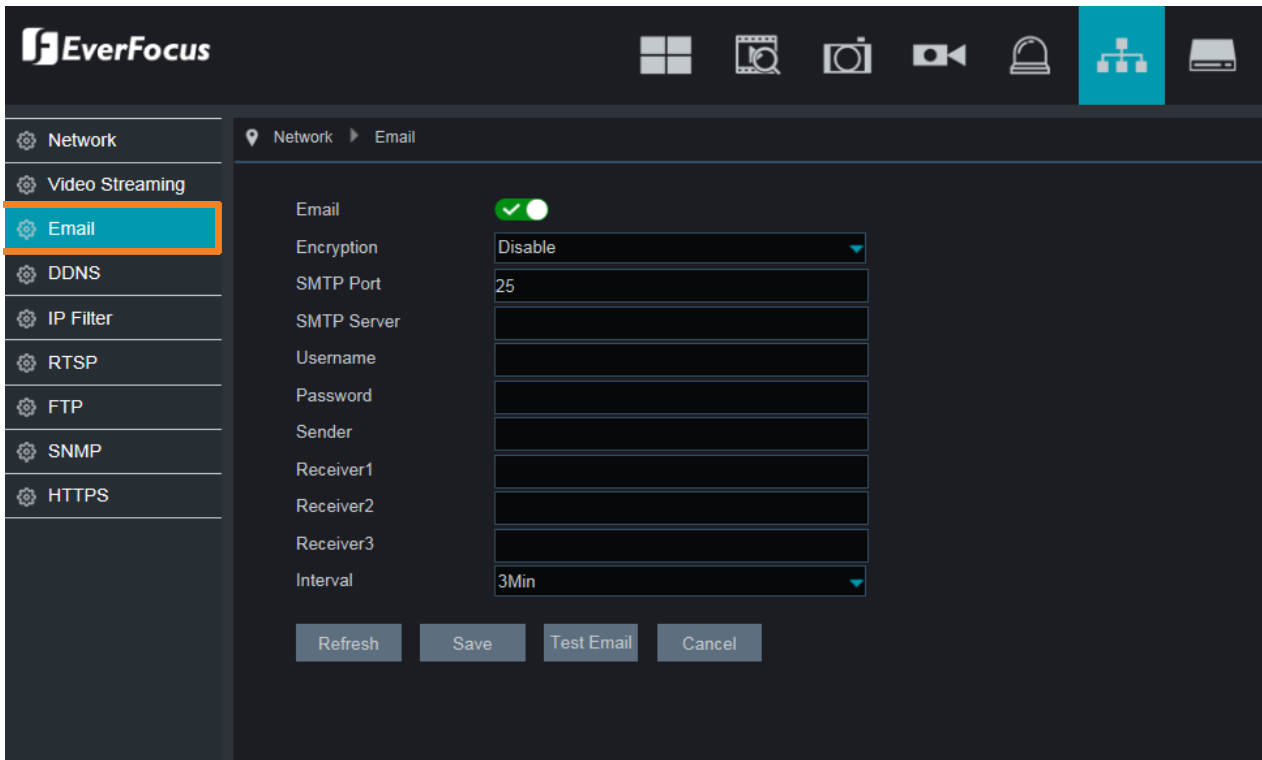 EverFocus
Network
Video Streaming
Email
DDNS
IP Filter
RTSP
FTP
SNMP
HTTPS
Network Email
Email
Encryption Disable
SMTP Port 25
SMTP Server
Username
Password
Sender
Receiver1
Receiver2
Receiver3
Interval 3Min
Refresh Save Test Email Cancel